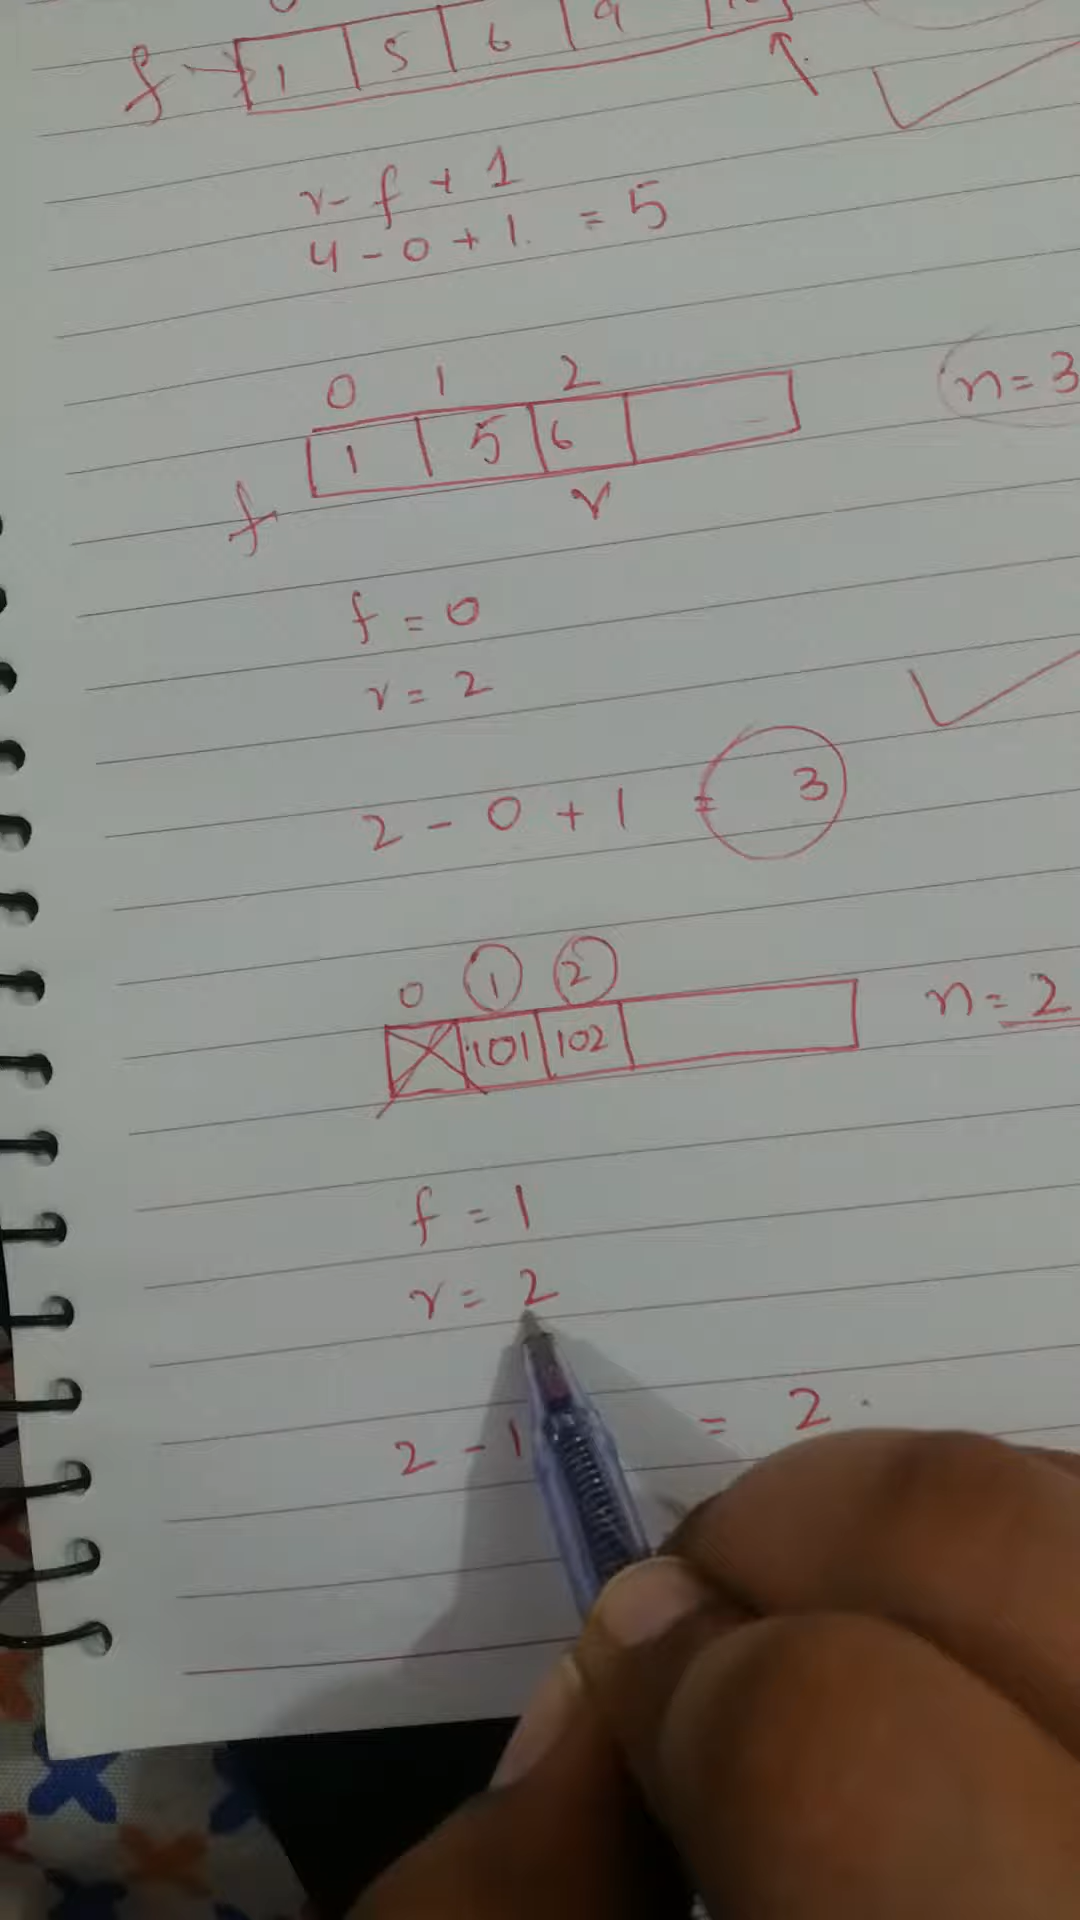 f → 1 5 6 9
r - f + 1
4 - 0 + 1 = 5
0 1 2
1 5 6
n = 3
f r
f = 0
r = 2
2 - 0 + 1 = 3
0 1 2
101 102
n = 2
f = 1
r = 2
2 - 1 = 2